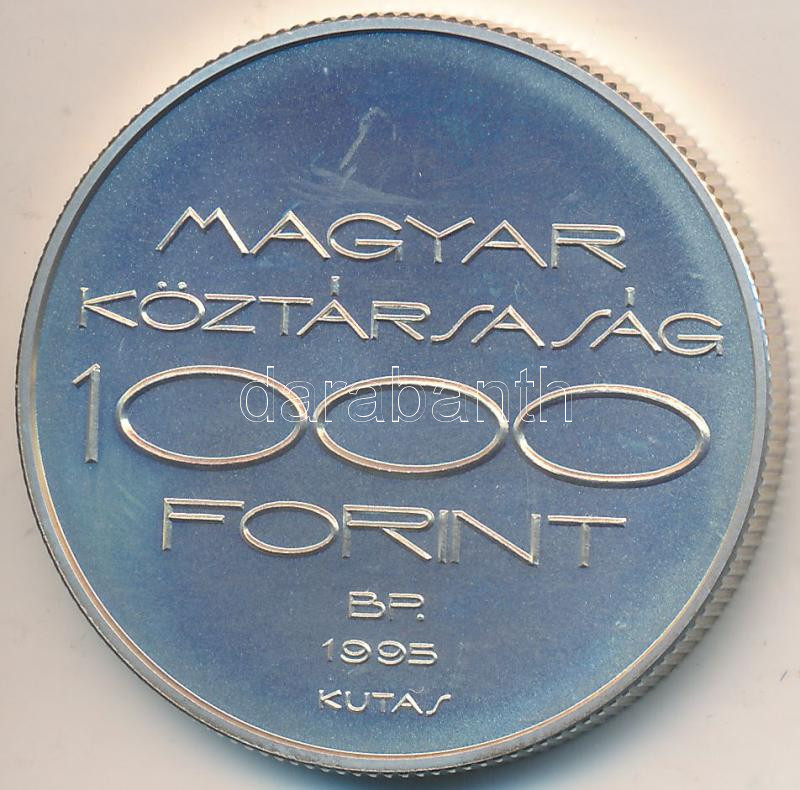 MAGYAR
KÖZTÁRSASÁG
1000
darabanth
FORINT
BP.
1995
KUTAS